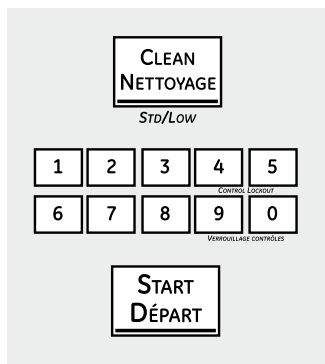 CLEAN
NETTOYAGE
STD/LOW
1 2 3 4 5
CONTROL LOCKOUT
6 7 8 9 0
VERROUILLAGE CONTRÔLES
START
DÉPART